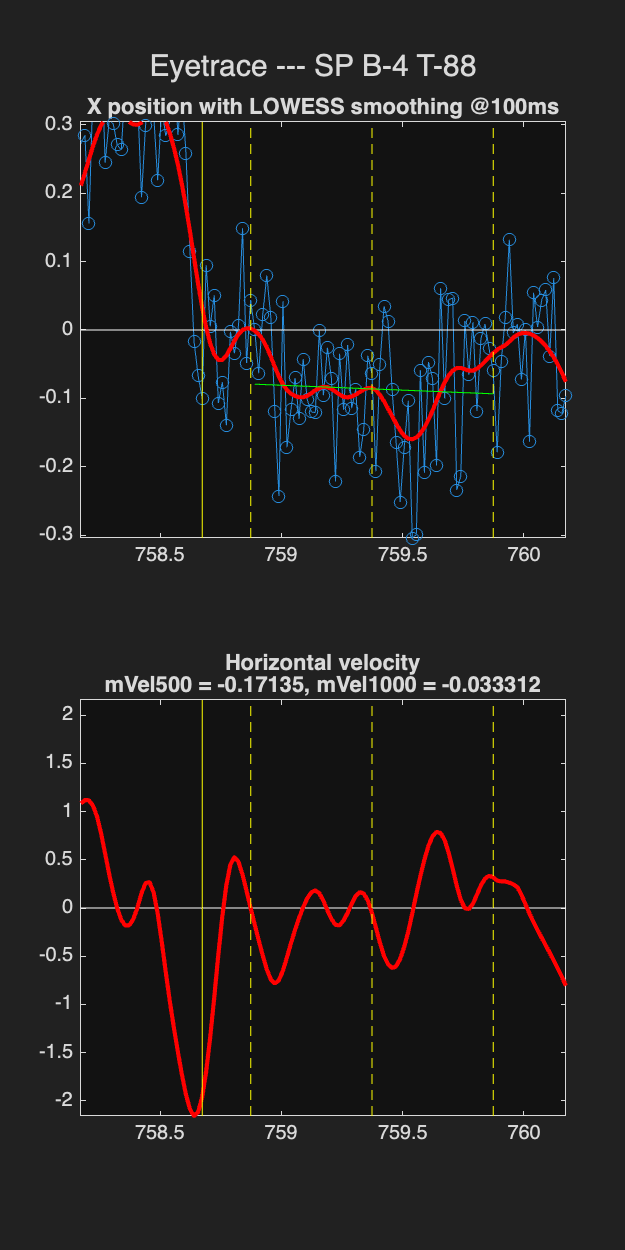 Eyetrace --- SP B-4 T-88
X position with LOWESS smoothing @100ms
0.3
0.2
0.1
0
-0.1
-0.2
-0.3
758.5 759 759.5 760
Horizontal velocity
mVel500 = -0.17135, mVel1000 = -0.033312
2
1.5
1
0.5
0
-0.5
-1
-1.5
-2
758.5 759 759.5 760